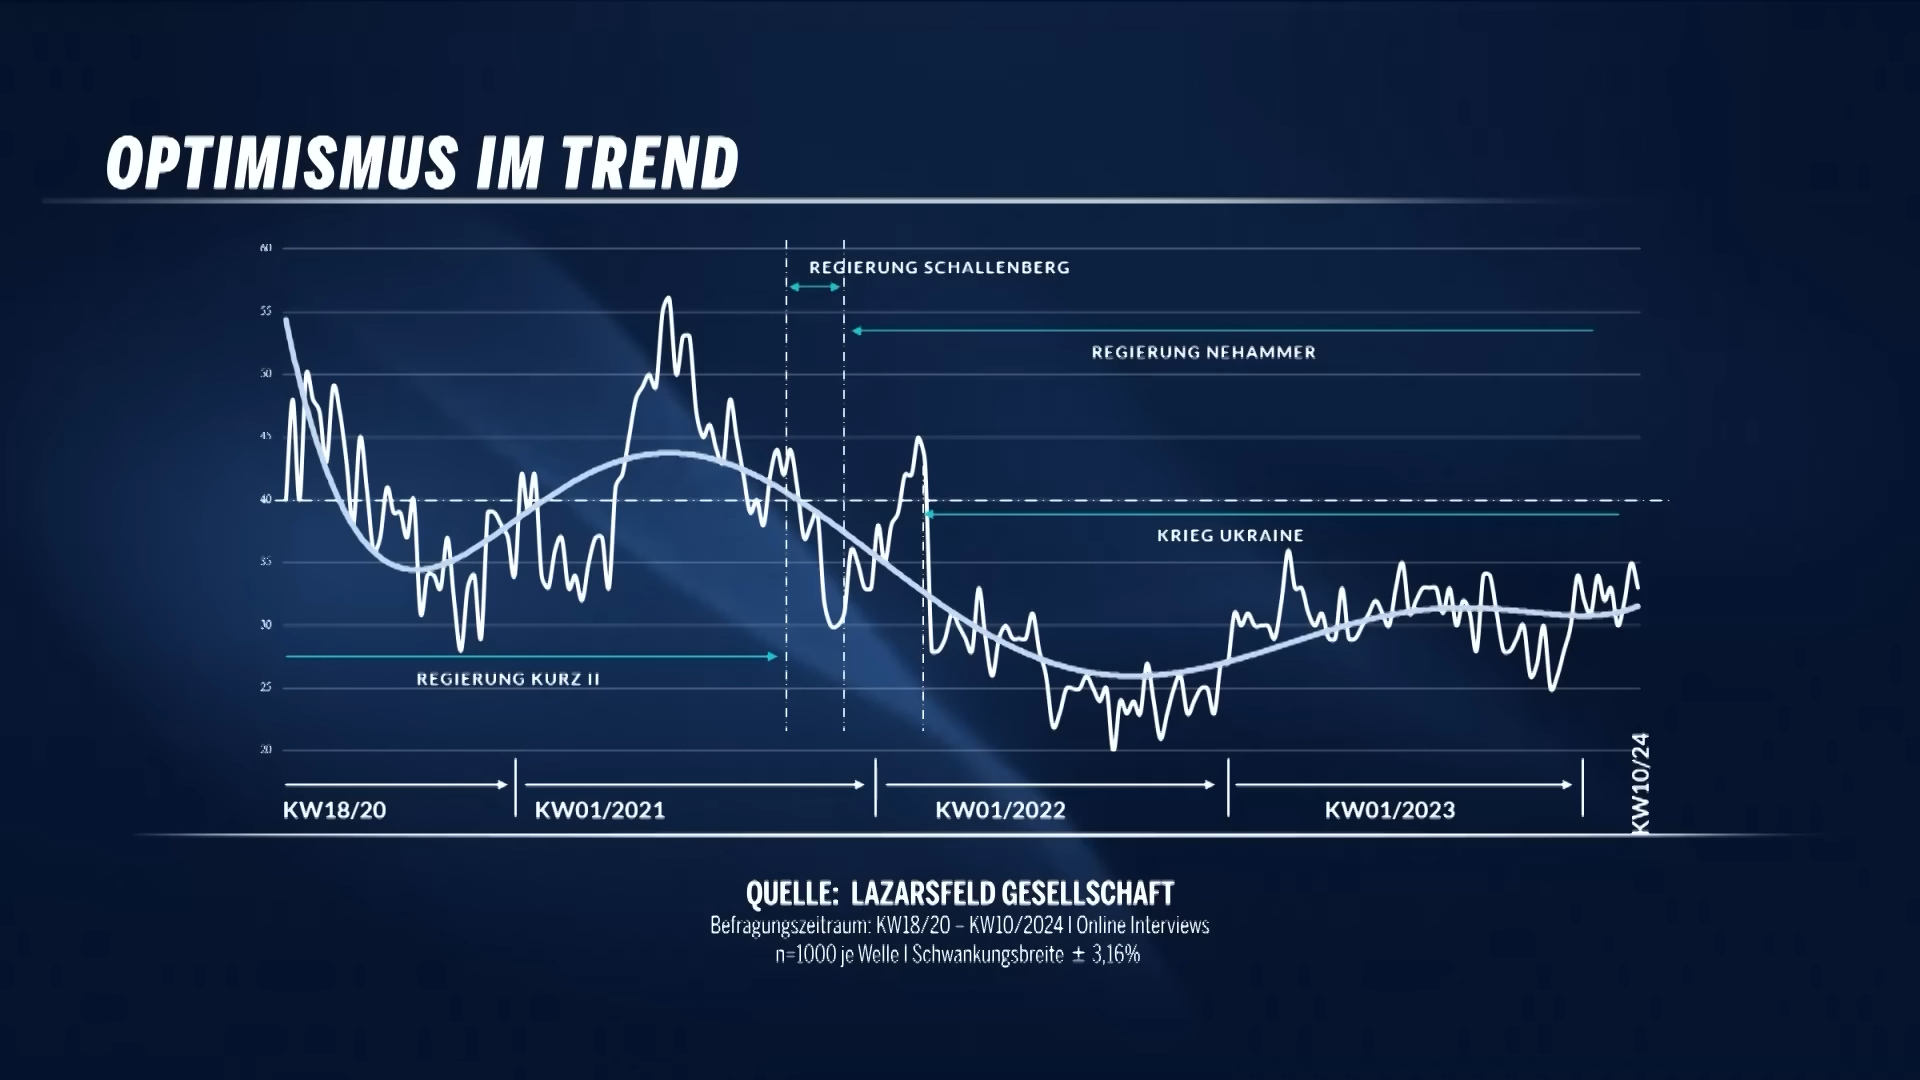 OPTIMISMUS IM TREND
60
REGIERUNG SCHALLENBERG
55
REGIERUNG NEHAMMER
50
45
40
KRIEG UKRAINE
35
30
REGIERUNG KURZ II
25
20
KW18/20
KW01/2021
KW01/2022
KW01/2023
KW10/24
QUELLE: LAZARSFELD GESELLSCHAFT
Befragungszeitraum: KW18/20 – KW10/2024 I Online Interviews
n=1000 je Welle I Schwankungsbreite ± 3,16%